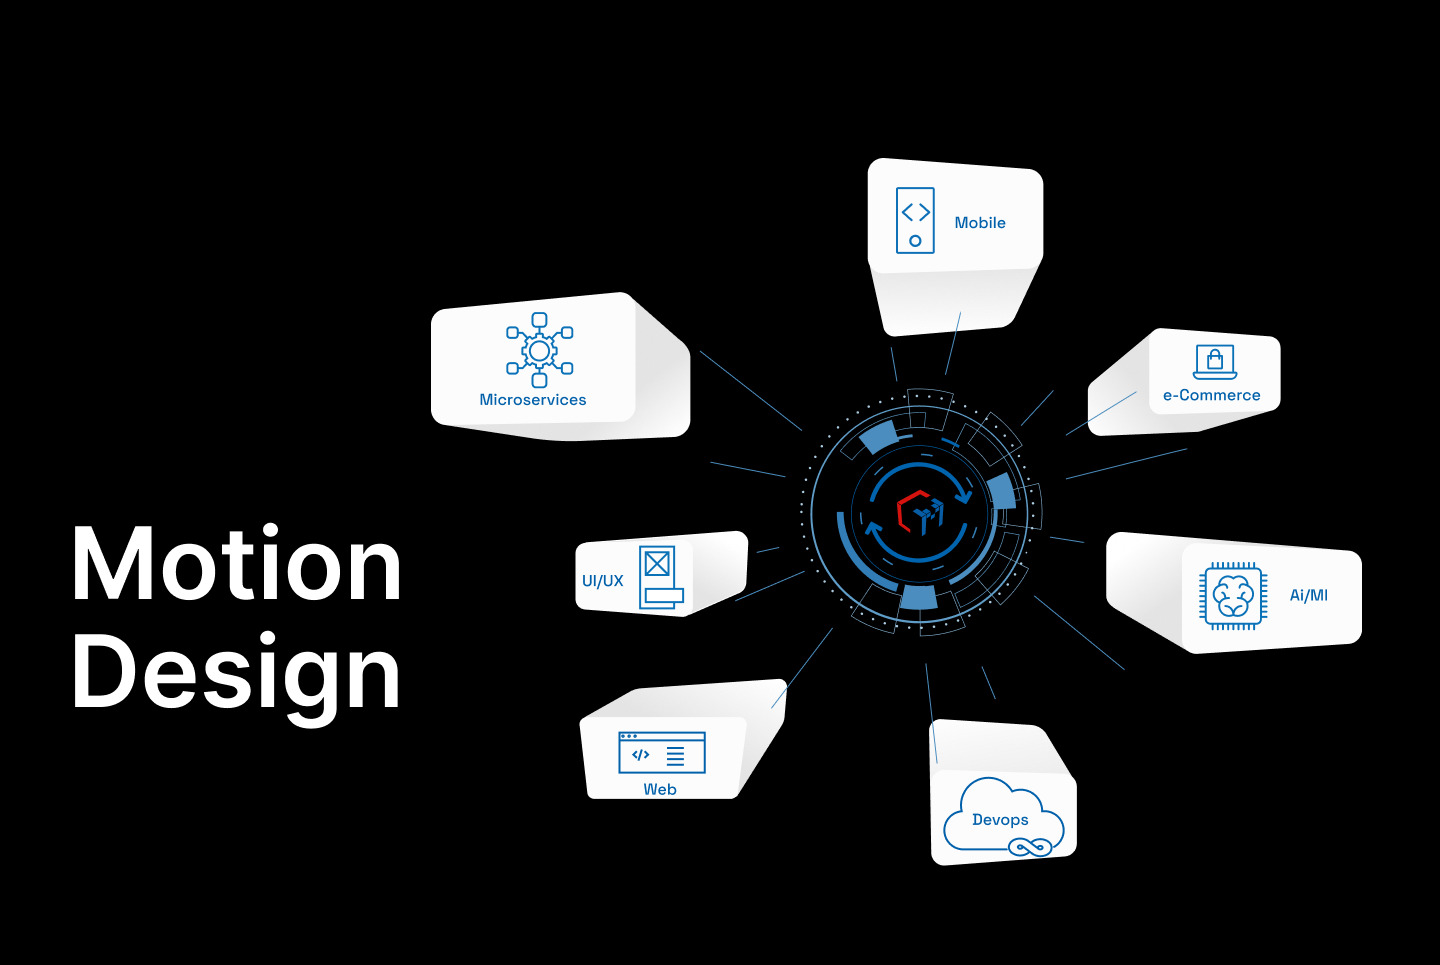 Mobile
Microservices
e-Commerce
UI/UX
Ai/Ml
Motion
Design
</>
Web
Devops